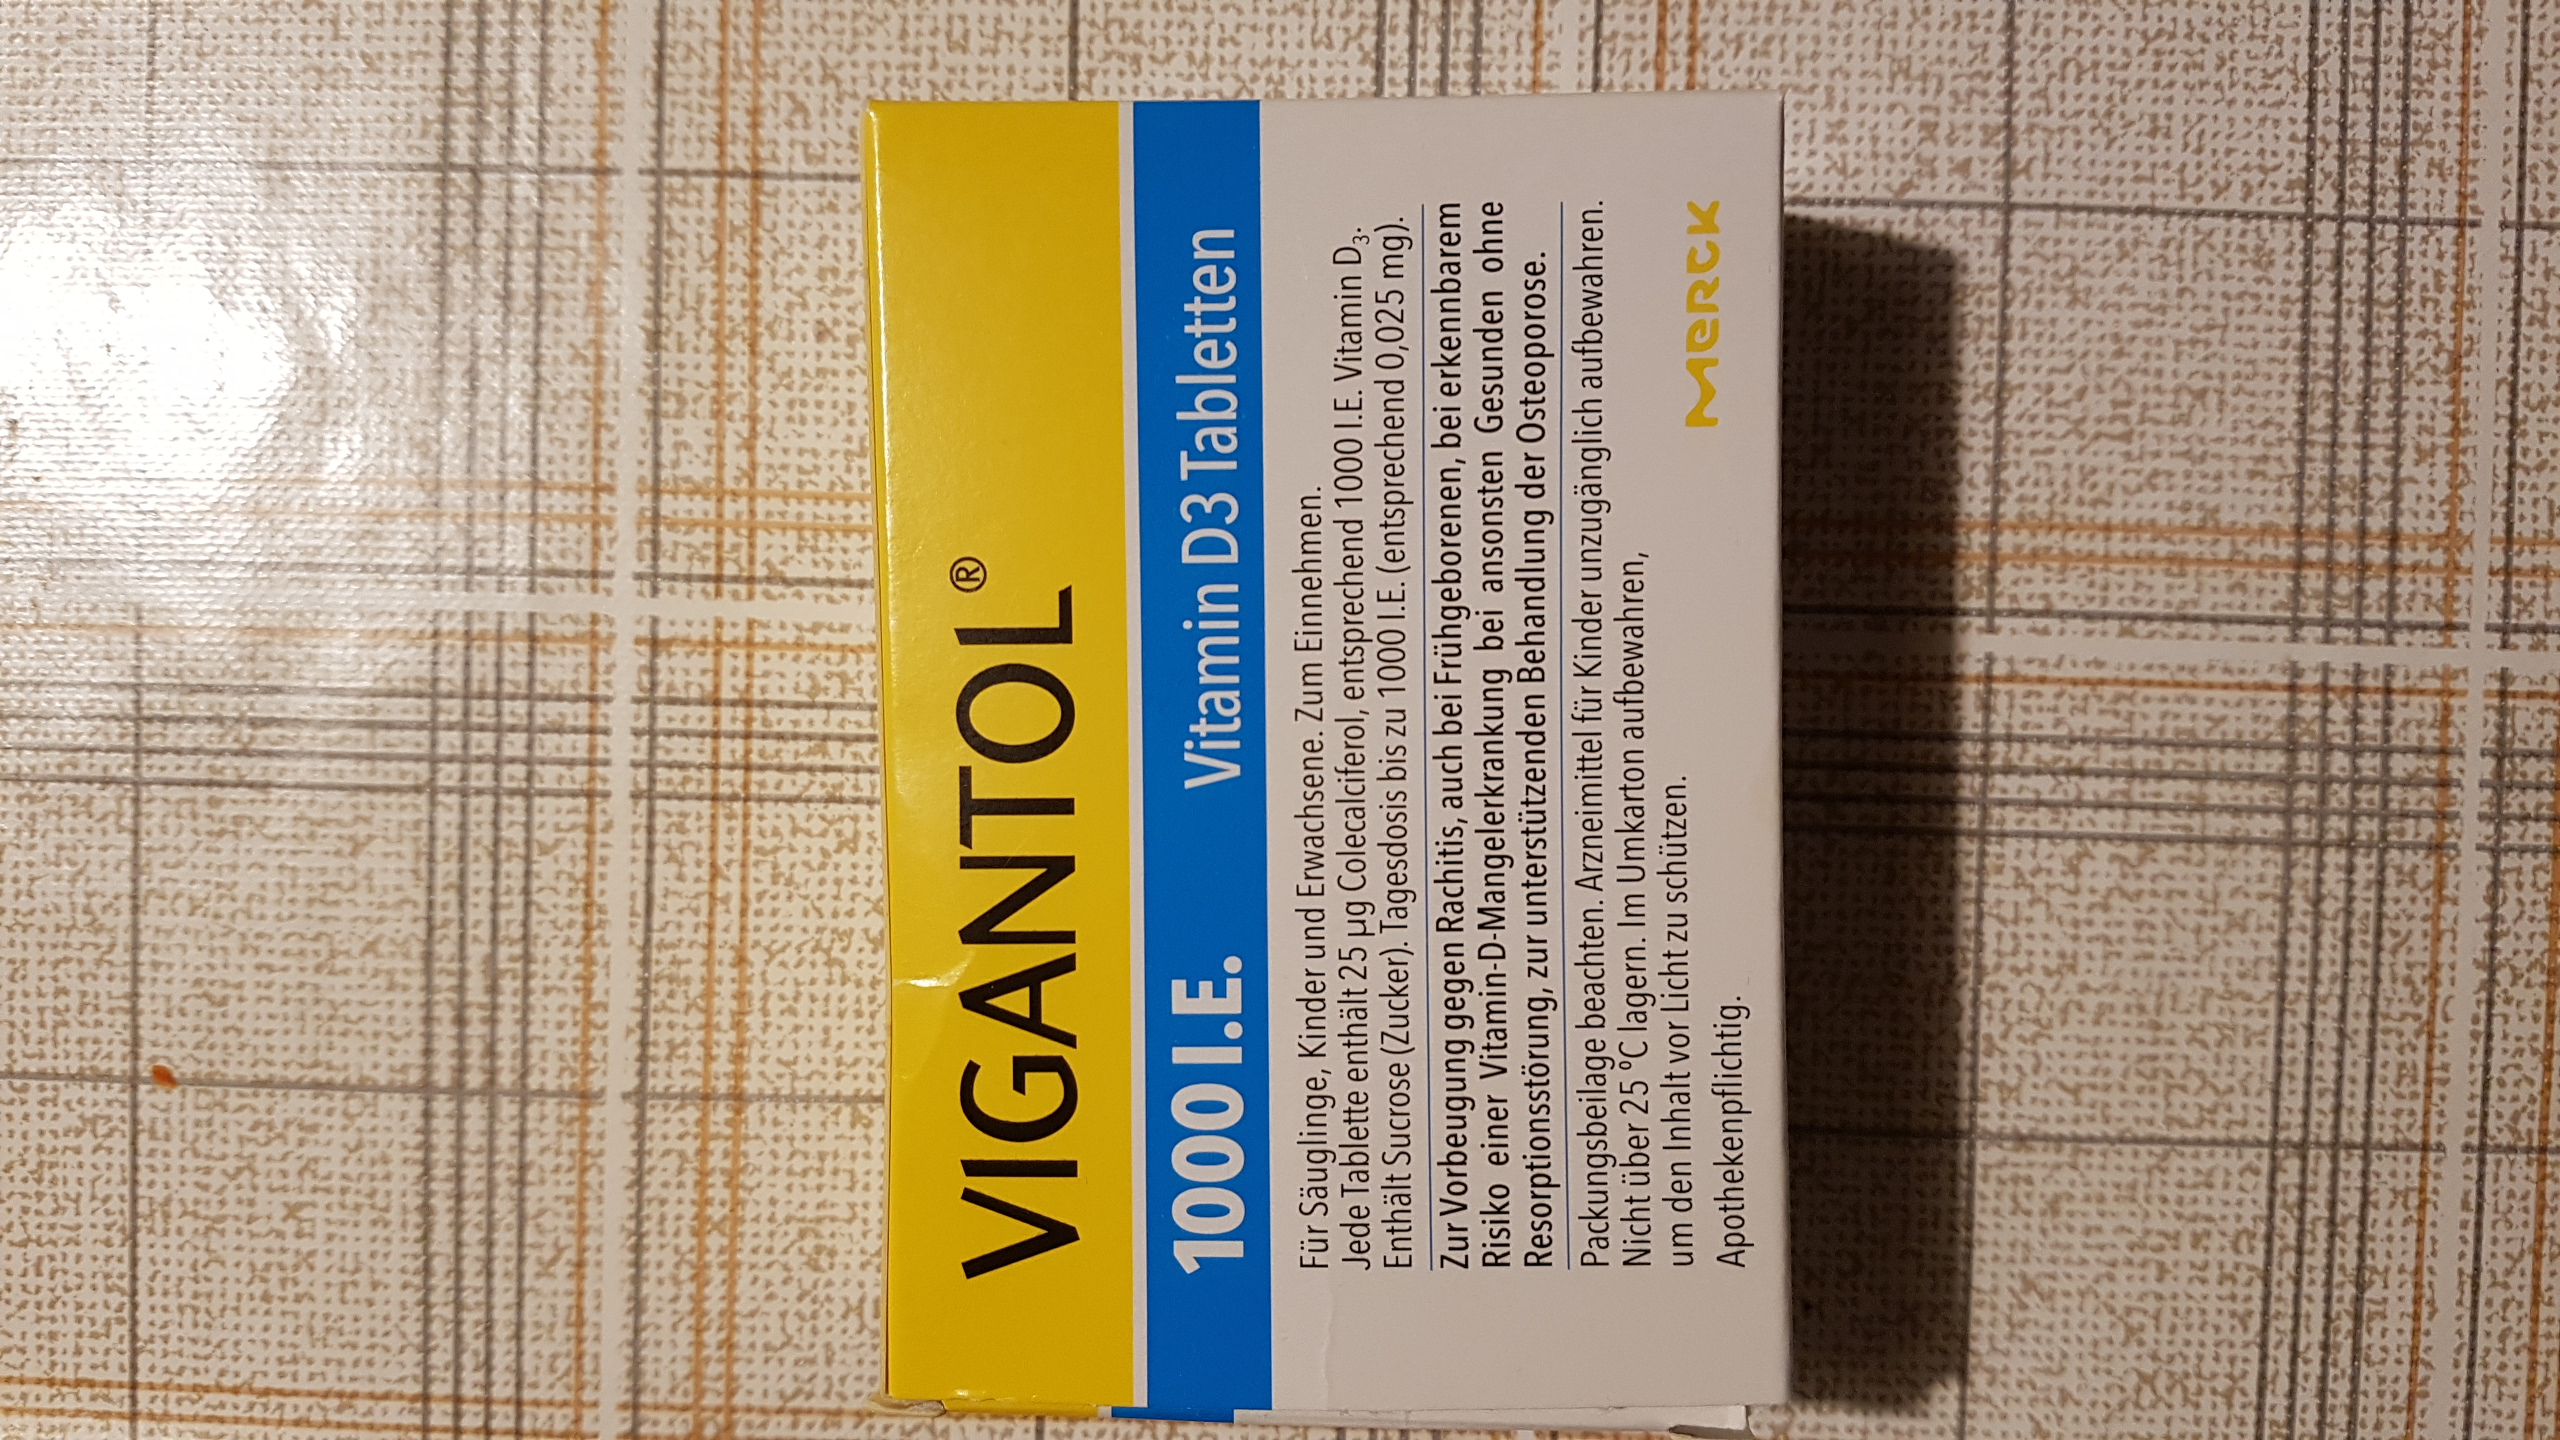 VIGANTOL®
1000 I.E. Vitamin D3 Tabletten
Für Säuglinge, Kinder und Erwachsene. Zum Einnehmen.
Jede Tablette enthält 25 µg Colecalciferol, entsprechend 1000 I.E. Vitamin D₃.
Enthält Sucrose (Zucker). Tagesdosis bis zu 1000 I.E. (entsprechend 0,025 mg).
Zur Vorbeugung gegen Rachitis, auch bei Frühgeborenen, bei erkennbarem
Risiko einer Vitamin-D-Mangelerkrankung bei ansonsten Gesunden ohne
Resorptionsstörung, zur unterstützenden Behandlung der Osteoporose.
Packungsbeilage beachten. Arzneimittel für Kinder unzugänglich aufbewahren.
Nicht über 25 °C lagern. Im Umkarton aufbewahren,
um den Inhalt vor Licht zu schützen.
Apothekenpflichtig.
MERCK